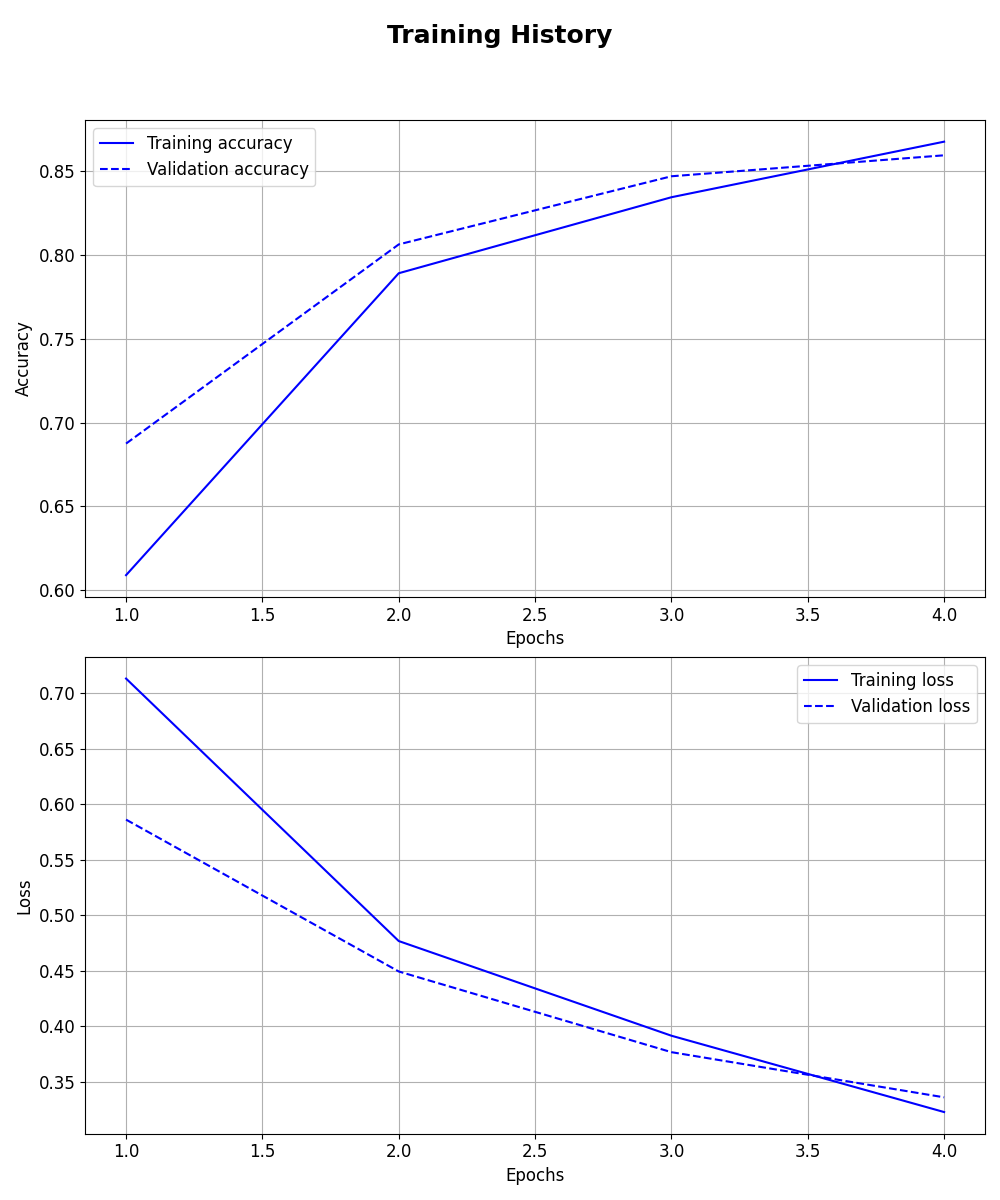 Training History
Training accuracy
Validation accuracy
0.85
0.80
0.75
0.70
0.65
0.60
Accuracy
1.0 1.5 2.0 2.5 3.0 3.5 4.0
Epochs
Training loss
Validation loss
0.70
0.65
0.60
0.55
0.50
0.45
0.40
0.35
Loss
1.0 1.5 2.0 2.5 3.0 3.5 4.0
Epochs